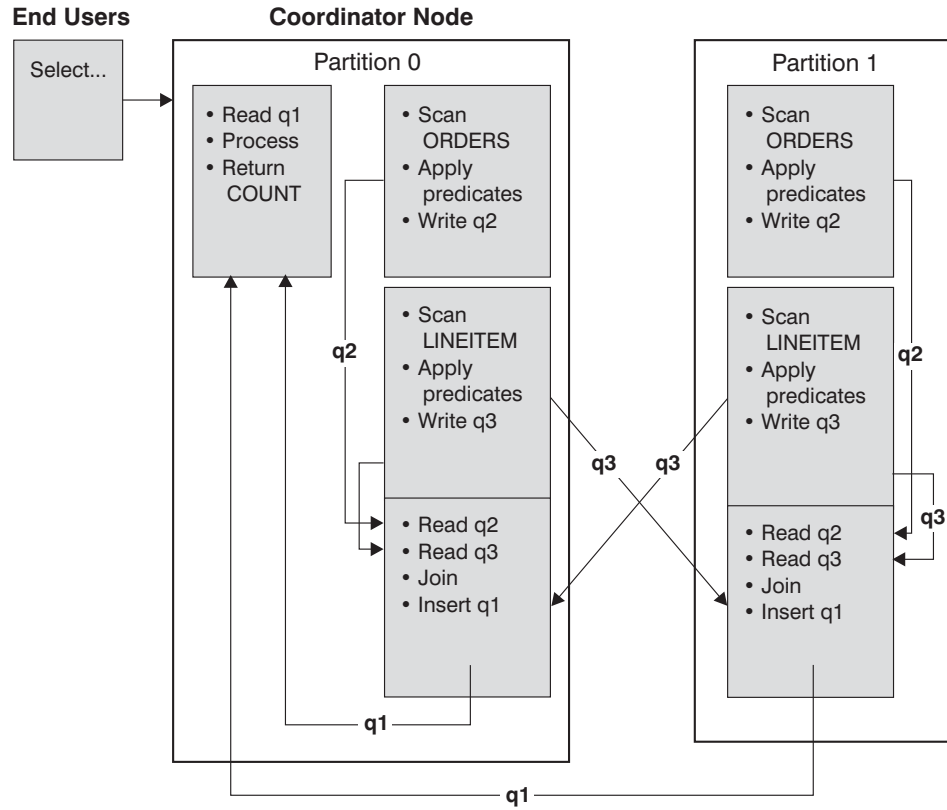 End Users
Coordinator Node
Select...
Partition 0
• Read q1
• Process
• Return
COUNT
• Scan
ORDERS
• Apply
predicates
• Write q2
• Scan
LINEITEM
• Apply
predicates
• Write q3
• Read q2
• Read q3
• Join
• Insert q1
q2
q1
q3
q3
Partition 1
• Scan
ORDERS
• Apply
predicates
• Write q2
• Scan
LINEITEM
• Apply
predicates
• Write q3
• Read q2
• Read q3
• Join
• Insert q1
q2
q3
q1